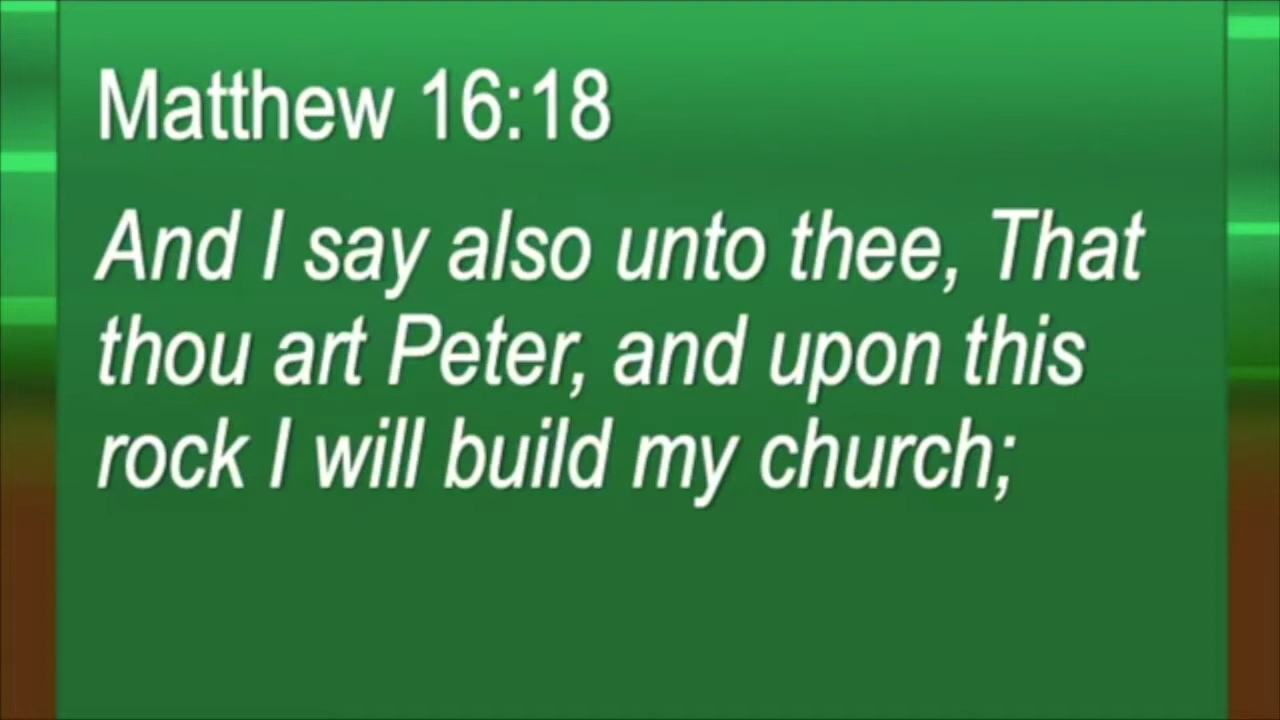 Matthew 16:18
And I say also unto thee, That
thou art Peter, and upon this
rock I will build my church;